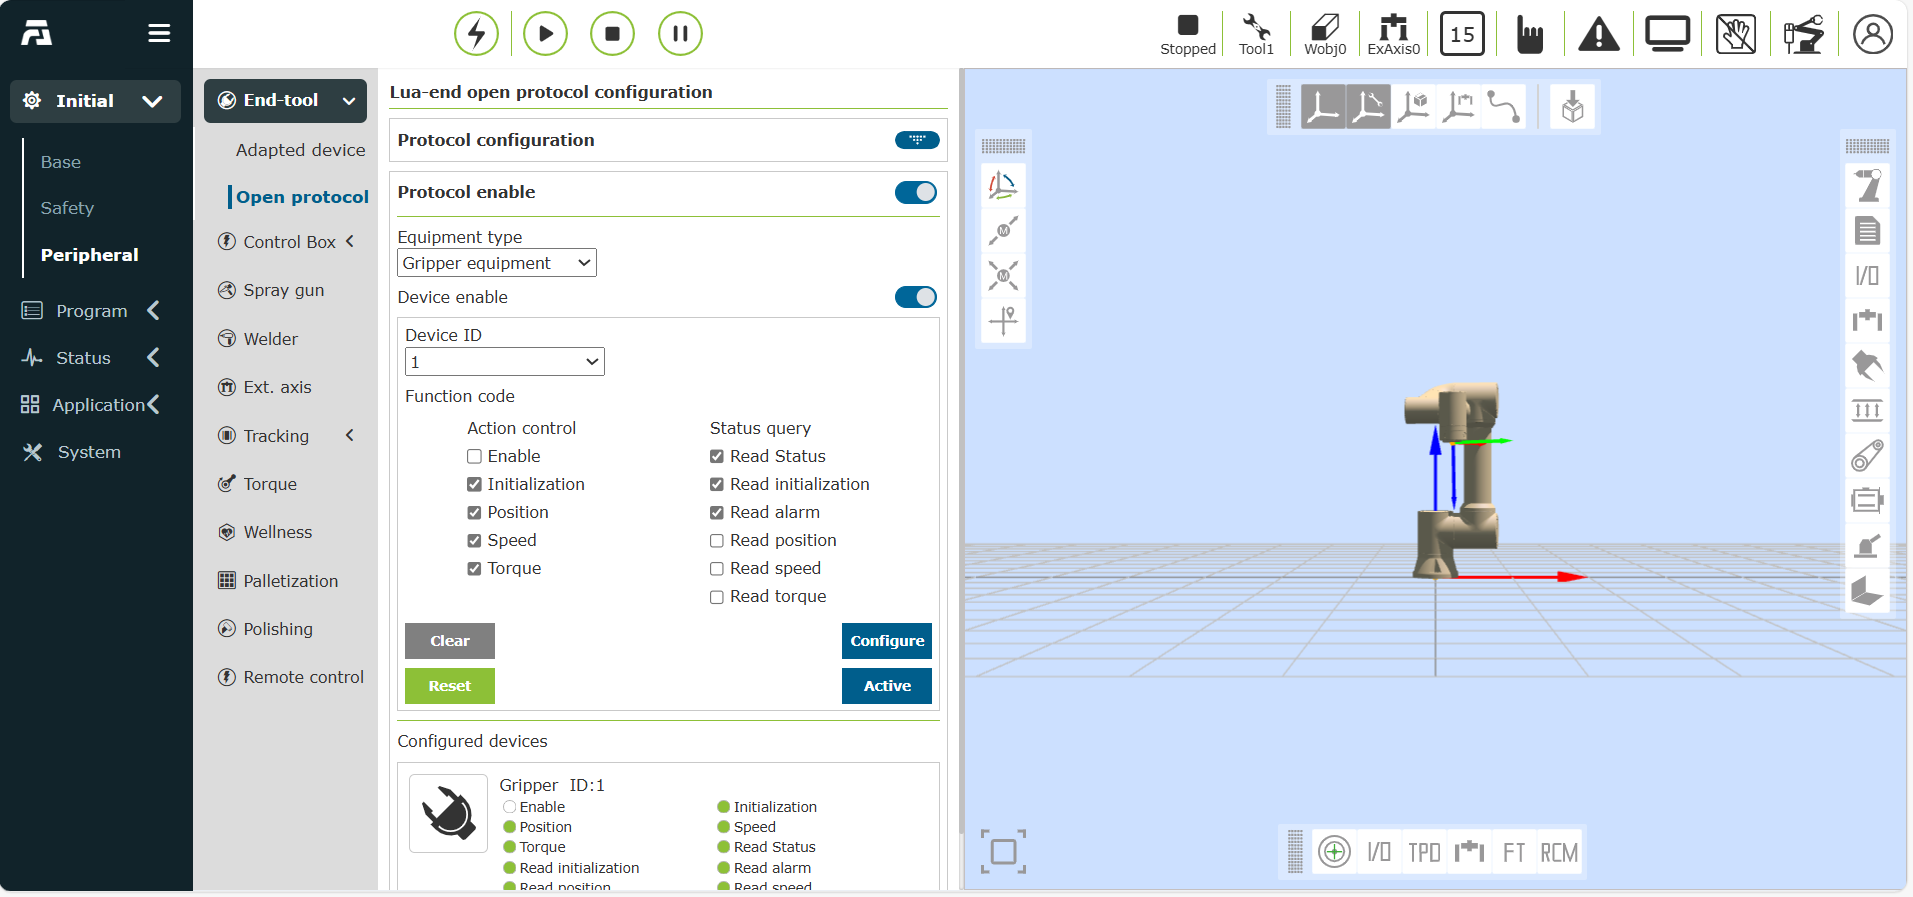 Stopped
Tool1
Wobj0
ExAxis0
15
Initial
Base
Safety
Peripheral
Program
Status
Application
System
End-tool
Adapted device
Open protocol
Control Box
Spray gun
Welder
Ext. axis
Tracking
Torque
Wellness
Palletization
Polishing
Remote control
Lua-end open protocol configuration
Protocol configuration
Protocol enable
Equipment type
Gripper equipment
Device enable
Device ID
1
Function code
Action control
Status query
Enable
Read Status
Initialization
Read initialization
Position
Read alarm
Speed
Read position
Torque
Read speed
Read torque
Clear
Configure
Reset
Active
Configured devices
Gripper ID:1
Enable
Initialization
Position
Speed
Torque
Read Status
Read initialization
Read alarm
Read position
Read speed
M
M
I/O
I/O
TPD
FT
RCM